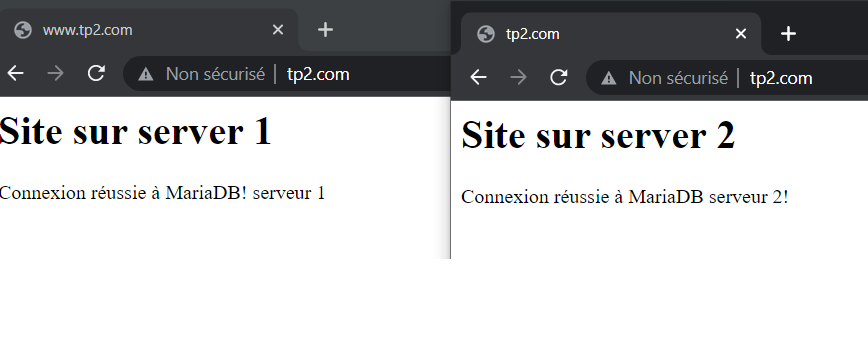 www.tp2.com
Non sécurisé | tp2.com
Site sur server 1
Connexion réussie à MariaDB! serveur 1
tp2.com
Non sécurisé | tp2.com
Site sur server 2
Connexion réussie à MariaDB serveur 2!